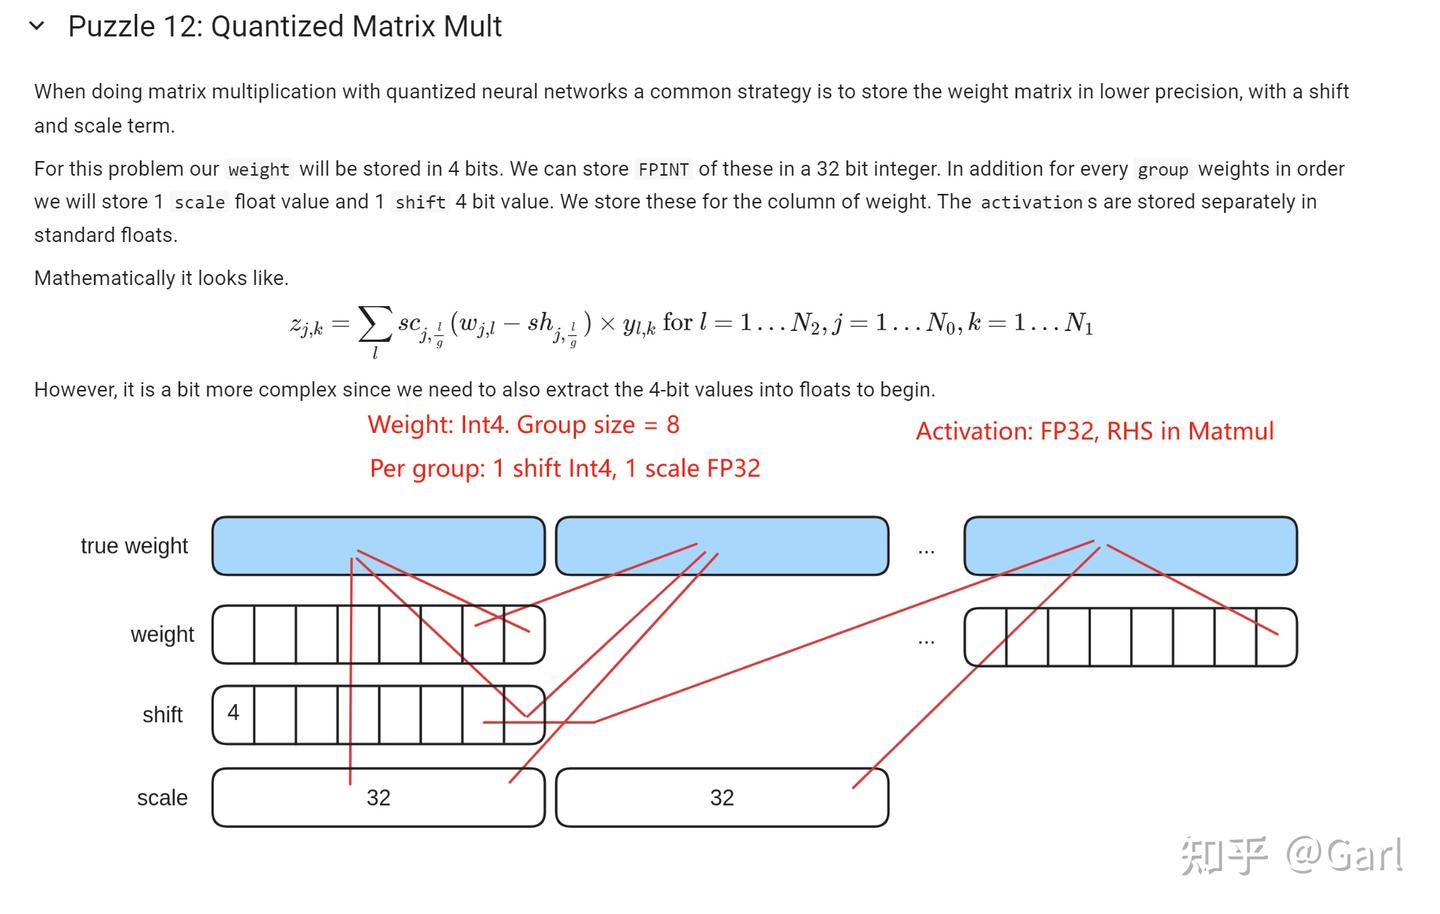 Puzzle 12: Quantized Matrix Mult
When doing matrix multiplication with quantized neural networks a common strategy is to store the weight matrix in lower precision, with a shift
and scale term.
For this problem our weight will be stored in 4 bits. We can store FPINT of these in a 32 bit integer. In addition for every group weights in order
we will store 1 scale float value and 1 shift 4 bit value. We store these for the column of weight. The activation s are stored separately in
standard floats.
Mathematically it looks like.
z_{j,k} = \sum_l sc_{j,\frac{l}{g}} (w_{j,l} − sh_{j,\frac{l}{g}}) × y_{l,k} for l = 1…N_2, j = 1…N_0, k = 1…N_1
However, it is a bit more complex since we need to also extract the 4-bit values into floats to begin.
Weight: Int4. Group size = 8
Activation: FP32, RHS in Matmul
Per group: 1 shift Int4, 1 scale FP32
true weight ...
weight ...
shift 4
scale 32 32
知乎 @Garl